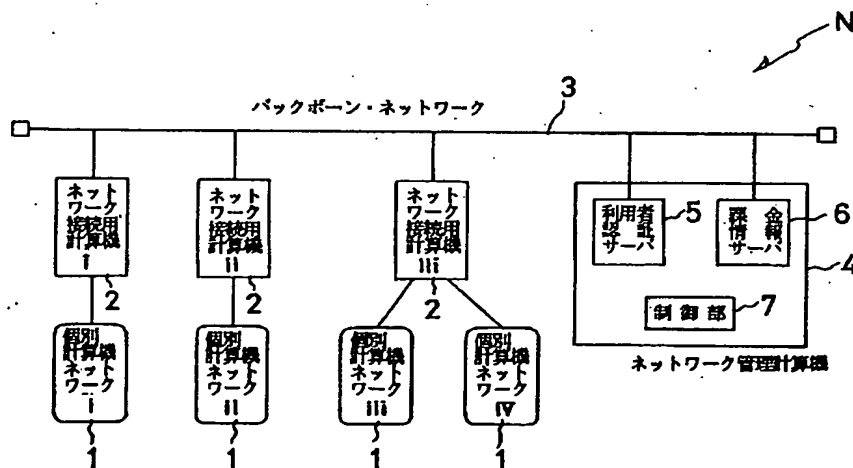 N
バックボーン・ネットワーク
3
ネット
ワーク
接続用
計算機
i
2
ネット
ワーク
接続用
計算機
ii
2
ネット
ワーク
接続用
計算機
iii
2
利用者
認証
サーバ
5
課金
情報
サーバ
6
4
制御部
7
ネットワーク管理計算機
個別
計算機
ネット
ワーク
i
1
個別
計算機
ネット
ワーク
ii
1
個別
計算機
ネット
ワーク
iii
1
個別
計算機
ネット
ワーク
iv
1